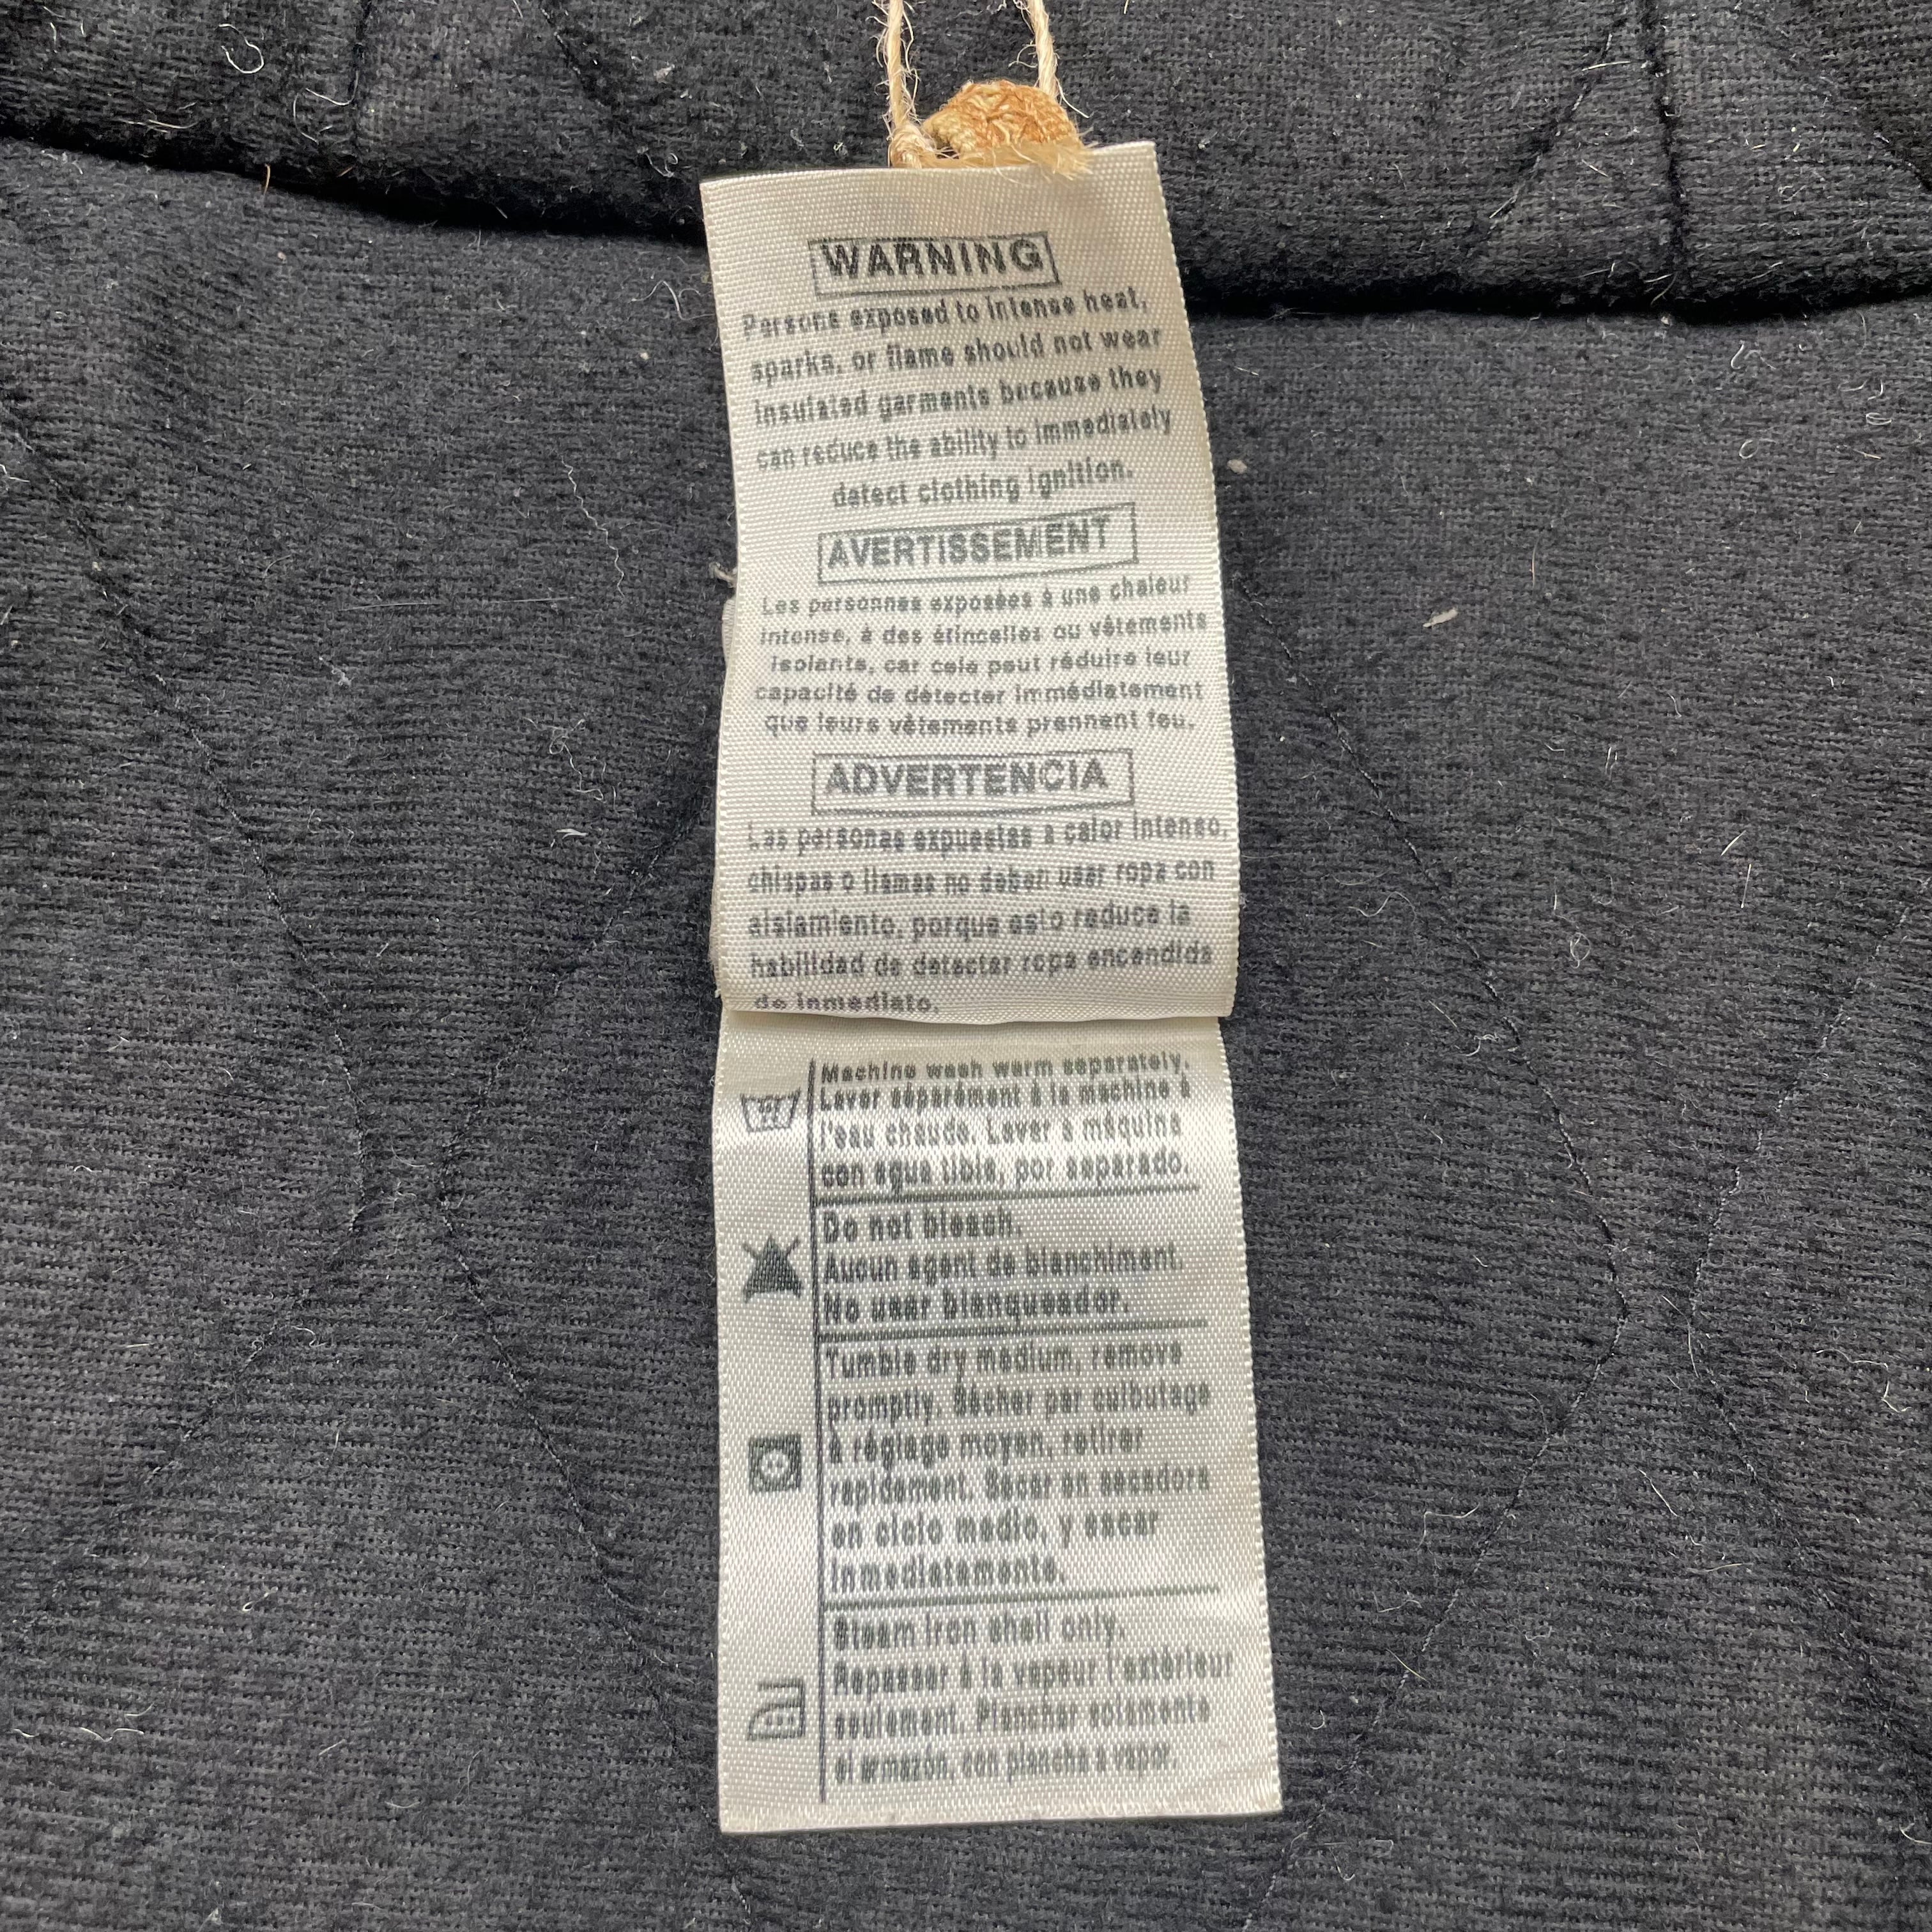 WARNING
Persons exposed to intense heat,
sparks, or flame should not wear
insulated garments because they
can reduce the ability to immediately
detect clothing ignition.
AVERTISSEMENT
Les personnes exposées à une chaleur
intense, à des étincelles ou vêtements
isolants, car cela peut réduire leur
capacité de détecter immédiatement
que leurs vêtements prennent feu.
ADVERTENCIA
Las personas expuestas a calor intenso,
chispas o llamas no deben usar ropa con
aislamiento, porque esto reduce la
habilidad de detectar ropa encendida
de inmediato.
Machine wash warm separately.
Laver séparément à la machine à
l'eau chaude. Lavar a máquina
con agua tibia, por separado.
Do not bleach.
Aucun agent de blanchiment.
No usar blanqueador.
Tumble dry medium, remove
promptly. Sécher par culbutage
à réglage moyen, retirer
rapidement. Secar en secadora
en ciclo medio, y sacar
inmediatamente.
Steam iron shell only.
Repasser à la vapeur l'extérieur
seulement. Planchar solamente
el armazón, con plancha a vapor.